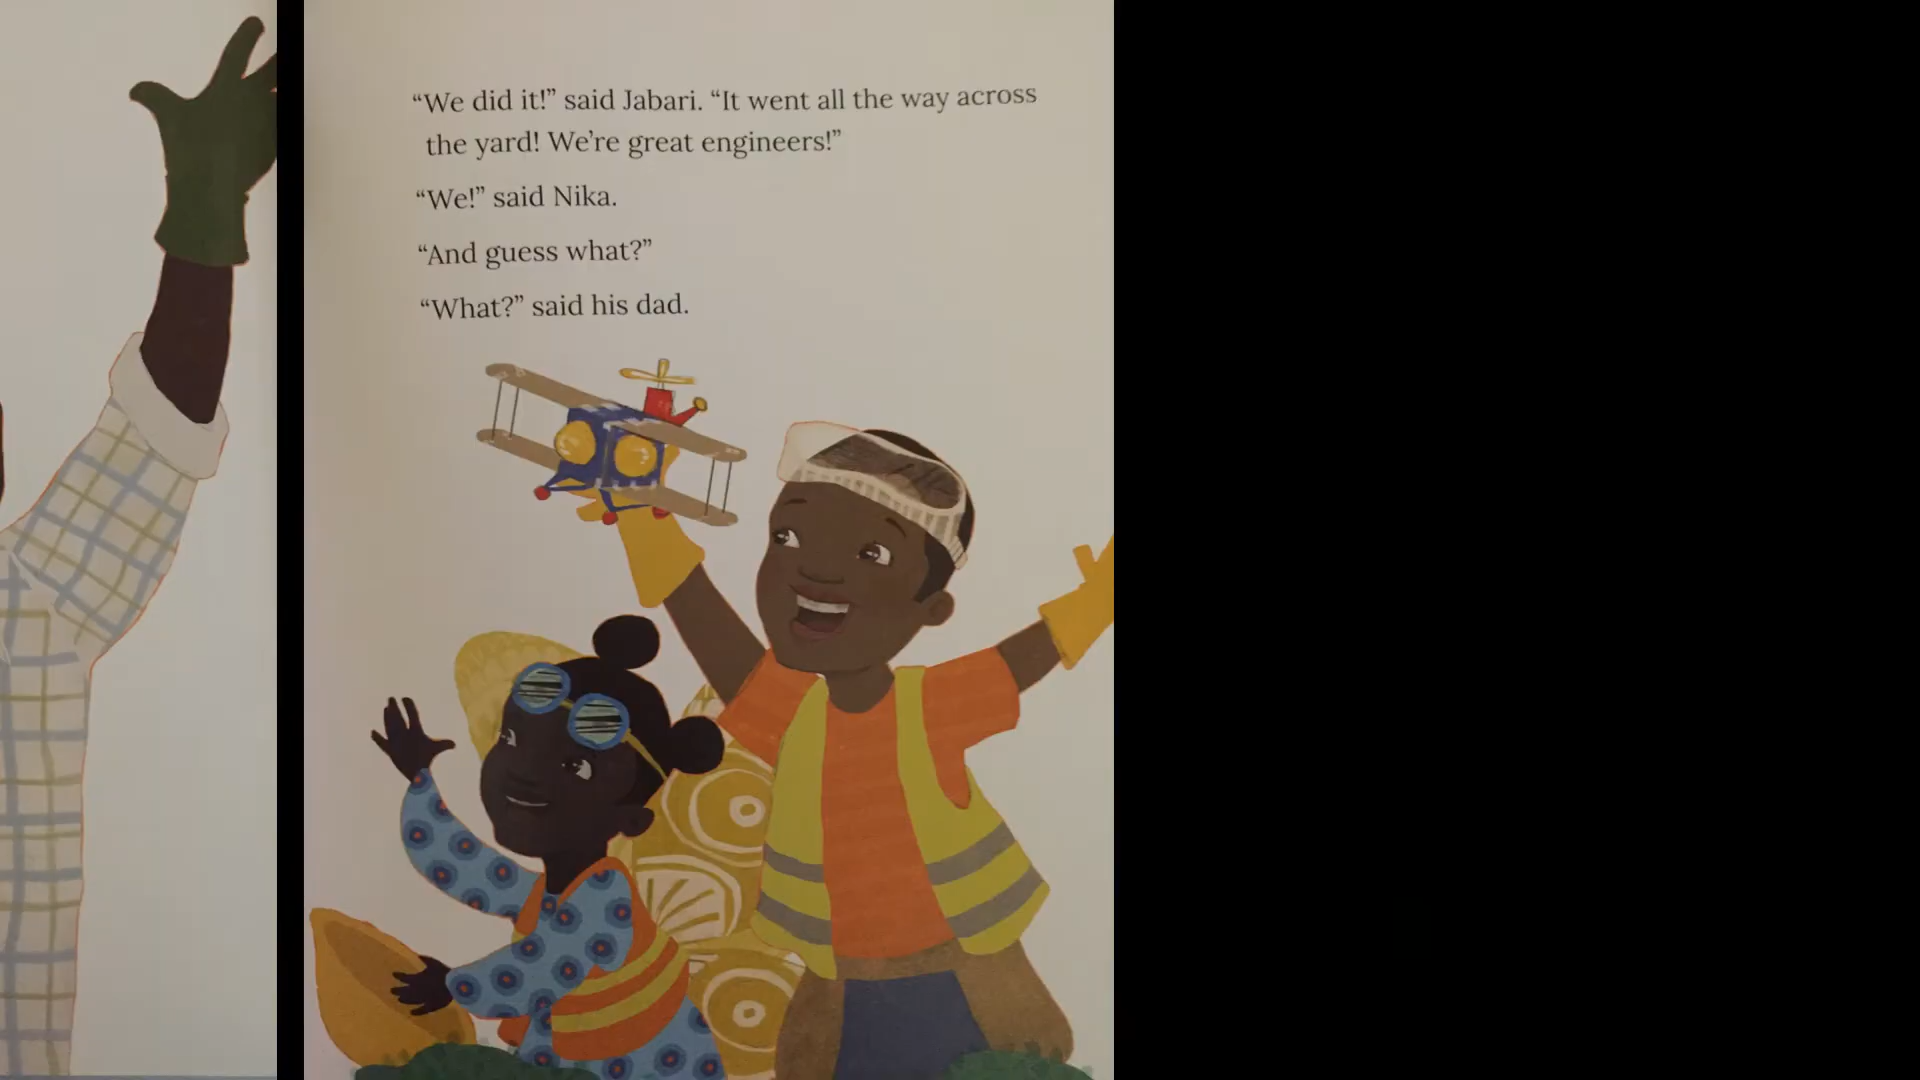 “We did it!” said Jabari. “It went all the way across
the yard! We’re great engineers!”
“We!” said Nika.
“And guess what?”
“What?” said his dad.